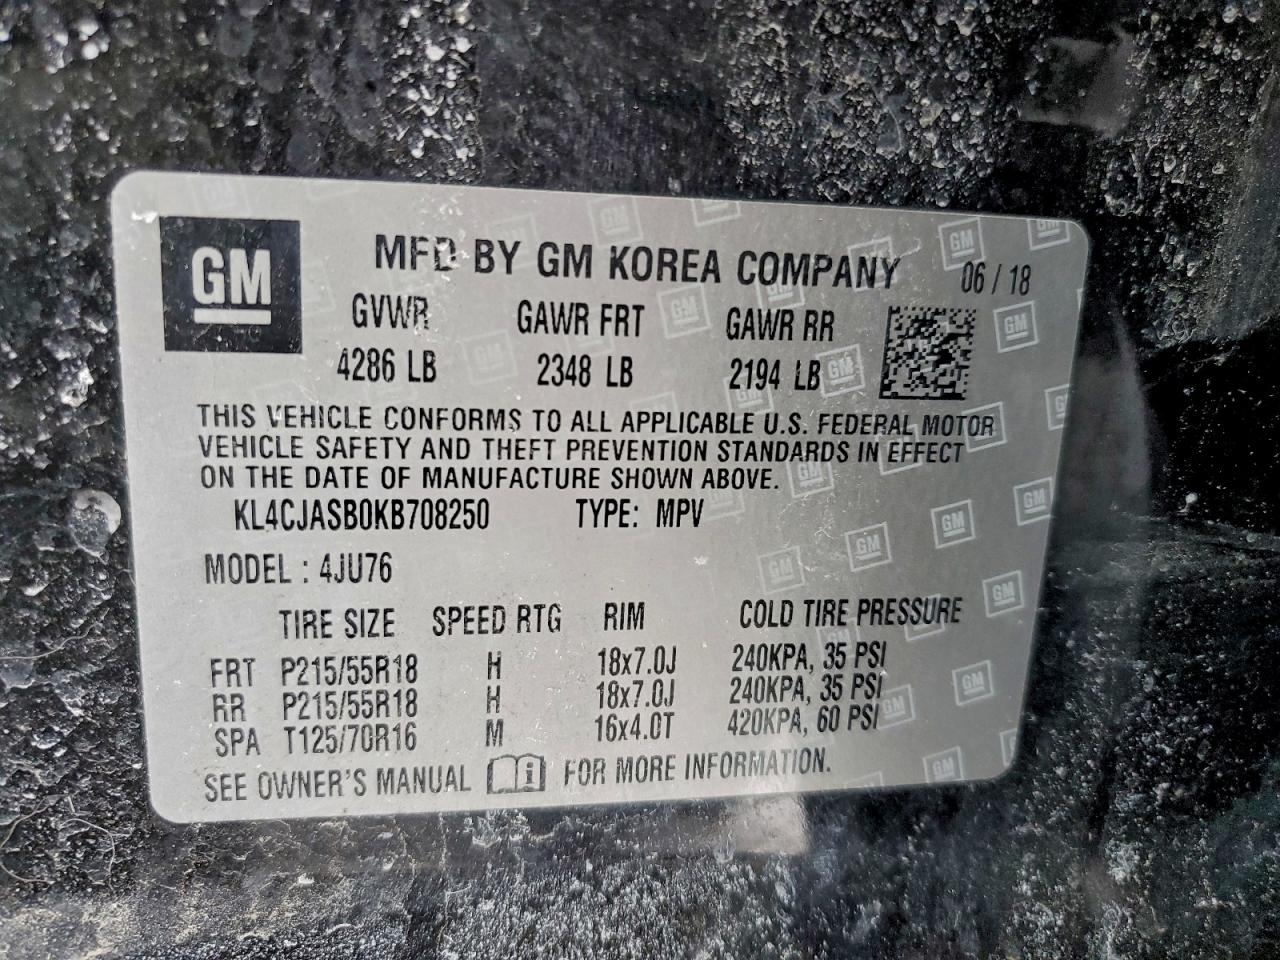 GM
MFD BY GM KOREA COMPANY 06 / 18
GVWR GAWR FRT GAWR RR
4286 LB 2348 LB 2194 LB
THIS VEHICLE CONFORMS TO ALL APPLICABLE U.S. FEDERAL MOTOR
VEHICLE SAFETY AND THEFT PREVENTION STANDARDS IN EFFECT
ON THE DATE OF MANUFACTURE SHOWN ABOVE.
KL4CJASB0KB708250 TYPE: MPV
MODEL : 4JU76
TIRE SIZE SPEED RTG RIM COLD TIRE PRESSURE
FRT P215/55R18 H 18x7.0J 240KPA, 35 PSI
RR P215/55R18 H 18x7.0J 240KPA, 35 PSI
SPA T125/70R16 M 16x4.0T 420KPA, 60 PSI
SEE OWNER'S MANUAL FOR MORE INFORMATION.